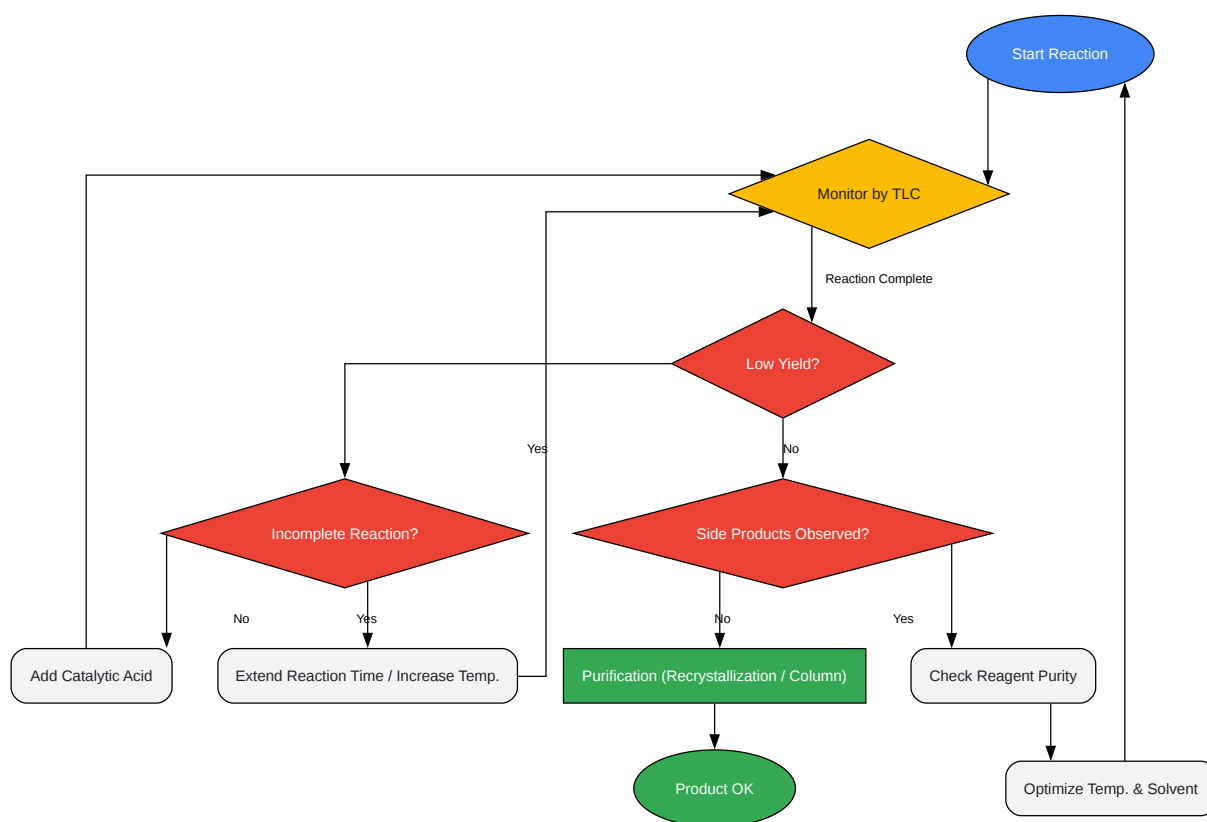 Start Reaction
Monitor by TLC
Reaction Complete
Low Yield?
Yes
No
Incomplete Reaction?
Side Products Observed?
No
Yes
No
Yes
Add Catalytic Acid
Extend Reaction Time / Increase Temp.
Purification (Recrystallization / Column)
Check Reagent Purity
Product OK
Optimize Temp. & Solvent